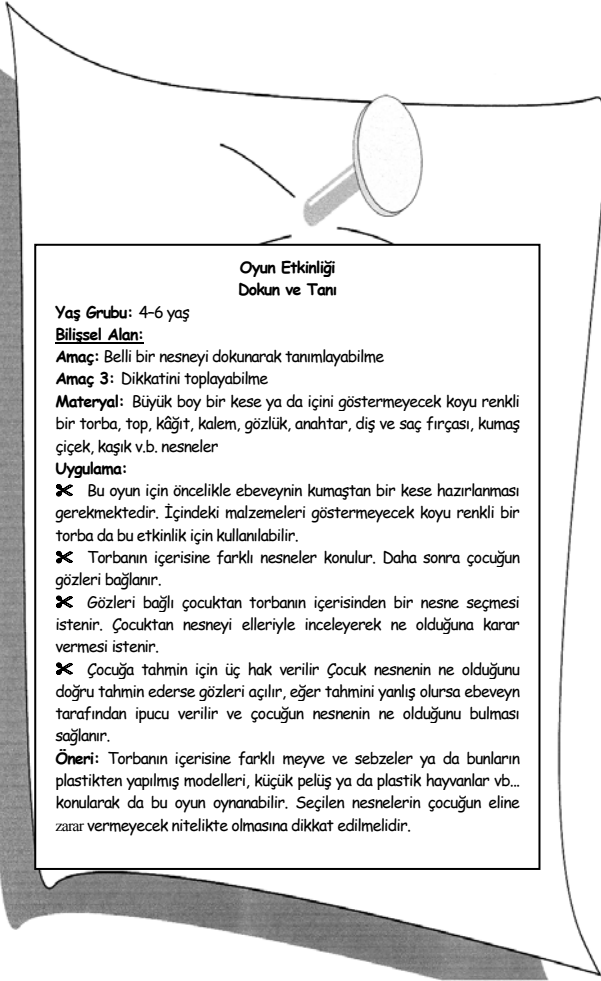 Oyun Etkinliği
Dokun ve Tanı
Yaş Grubu: 4–6 yaş
Bilişsel Alan:
Amaç: Belli bir nesneyi dokunarak tanımlayabilme
Amaç 3: Dikkatini toplayabilme
Materyal: Büyük boy bir kese ya da içini göstermeyecek koyu renkli
bir torba, top, kâğıt, kalem, gözlük, anahtar, diş ve saç fırçası, kumaş
çiçek, kaşık v.b. nesneler
Uygulama:
✂ Bu oyun için öncelikle ebeveynin kumaştan bir kese hazırlanması
gerekmektedir. İçindeki malzemeleri göstermeyecek koyu renkli bir
torba da bu etkinlik için kullanılabilir.
✂ Torbanın içerisine farklı nesneler konulur. Daha sonra çocuğun
gözleri bağlanır.
✂ Gözleri bağlı çocuktan torbanın içerisinden bir nesne seçmesi
istenir. Çocuktan nesneyi elleriyle inceleyerek ne olduğuna karar
vermesi istenir.
✂ Çocuğa tahmin için üç hak verilir Çocuk nesnenin ne olduğunu
doğru tahmin ederse gözleri açılır, eğer tahmini yanlış olursa ebeveyn
tarafından ipucu verilir ve çocuğun nesnenin ne olduğunu bulması
sağlanır.
Öneri: Torbanın içerisine farklı meyve ve sebzeler ya da bunların
plastikten yapılmış modelleri, küçük pelüş ya da plastik hayvanlar vb…
konularak da bu oyun oynanabilir. Seçilen nesnelerin çocuğun eline
zarar vermeyecek nitelikte olmasına dikkat edilmelidir.